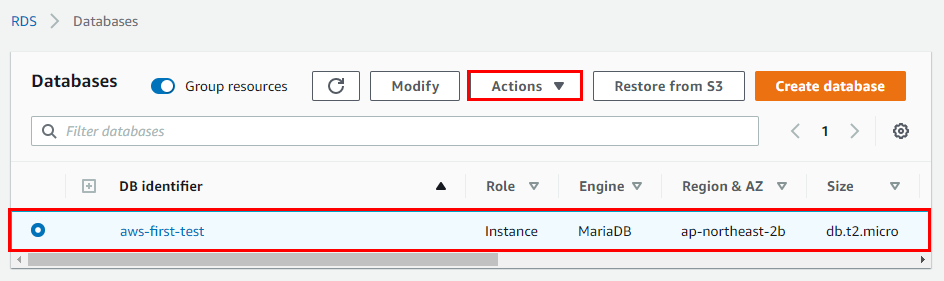 RDS > Databases
Databases Group resources Modify Actions Restore from S3 Create database
Filter databases 1
DB identifier Role Engine Region & AZ Size
aws-first-test Instance MariaDB ap-northeast-2b db.t2.micro